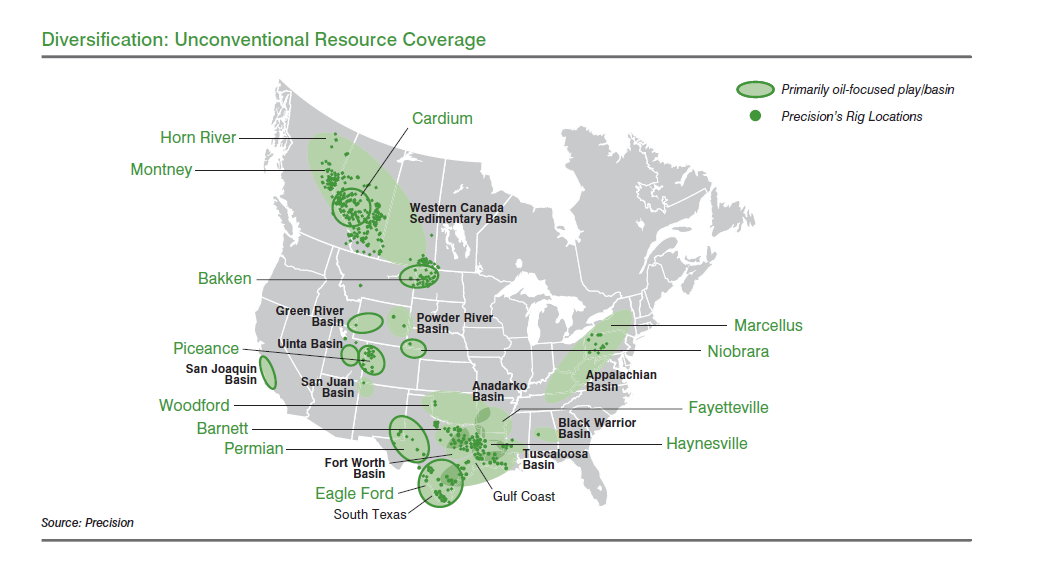 Diversification: Unconventional Resource Coverage
Primarily oil-focused play/basin
Precision's Rig Locations
Cardium
Horn River
Montney
Western Canada
Sedimentary Basin
Bakken
Green River
Basin
Powder River
Basin
Marcellus
Uinta Basin
Piceance
Niobrara
San Joaquin
Basin
San Juan
Basin
Anadarko
Basin
Appalachian
Basin
Woodford
Fayetteville
Barnett
Black Warrior
Basin
Permian
Haynesville
Fort Worth
Basin
Tuscaloosa
Basin
Eagle Ford
Gulf Coast
South Texas
Source: Precision